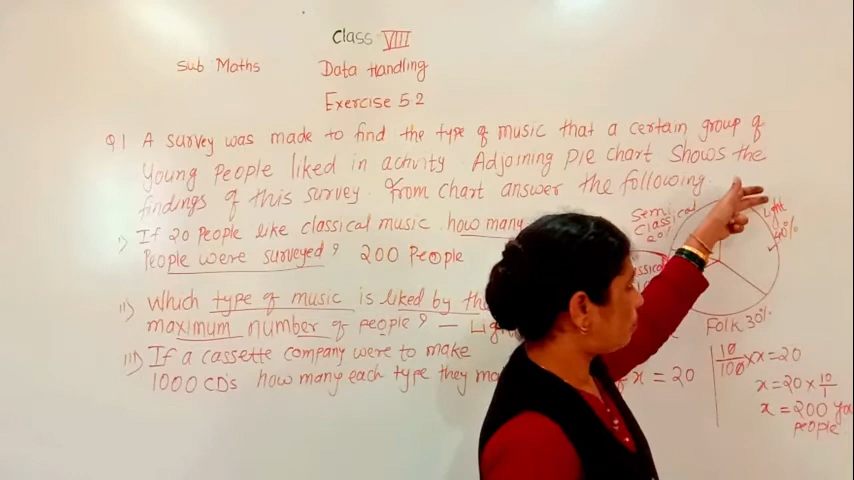 Class VIII
Sub Maths
Data Handling
Exercise 5 2
Q1 A survey was made to find the type of music that a certain group of
Young People liked in activity. Adjoining Pie chart shows the
findings of this survey. From chart answer the following.
i) If 20 People like classical music how many
People were surveyed? 200 People
ii) Which type of music is liked by the
maximum number of people? —
iii) If a cassette company were to make
1000 CD's how many each type they
Semi
Classical
20%
Light
40%
Folk 30%
x = 20
10/100 × x = 20
x = 20 × 10/1
x = 200
people